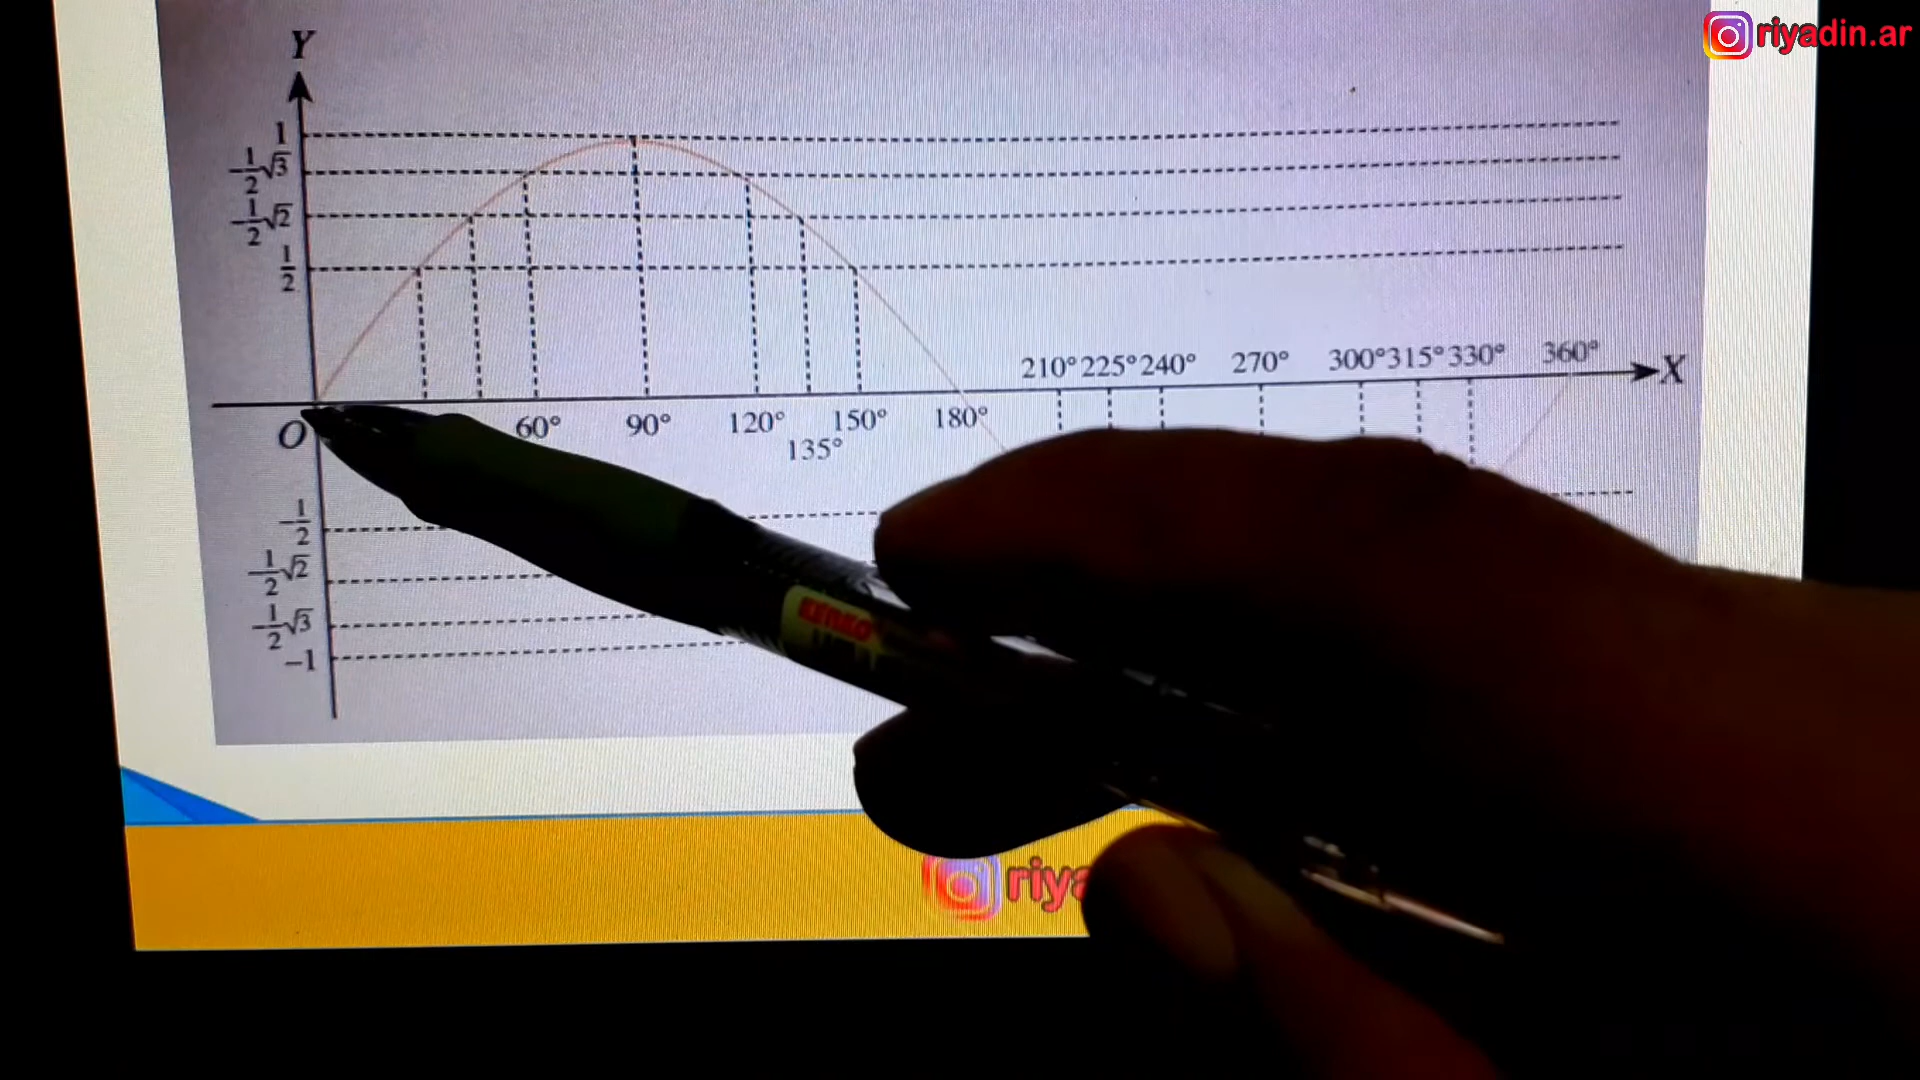 riyadin.ar
Y
1
-1/2√3
-1/2√2
1/2
210° 225° 240° 270° 300° 315° 330° 360° X
O 60° 90° 120° 150° 180°
135°
-1/2
-1/2√2
-1/2√3
-1
riya